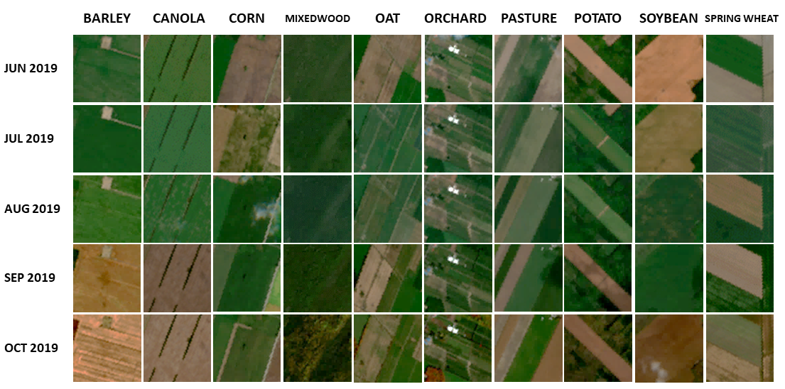 BARLEY CANOLA CORN MIXEDWOOD OAT ORCHARD PASTURE POTATO SOYBEAN SPRING WHEAT
JUN 2019
JUL 2019
AUG 2019
SEP 2019
OCT 2019